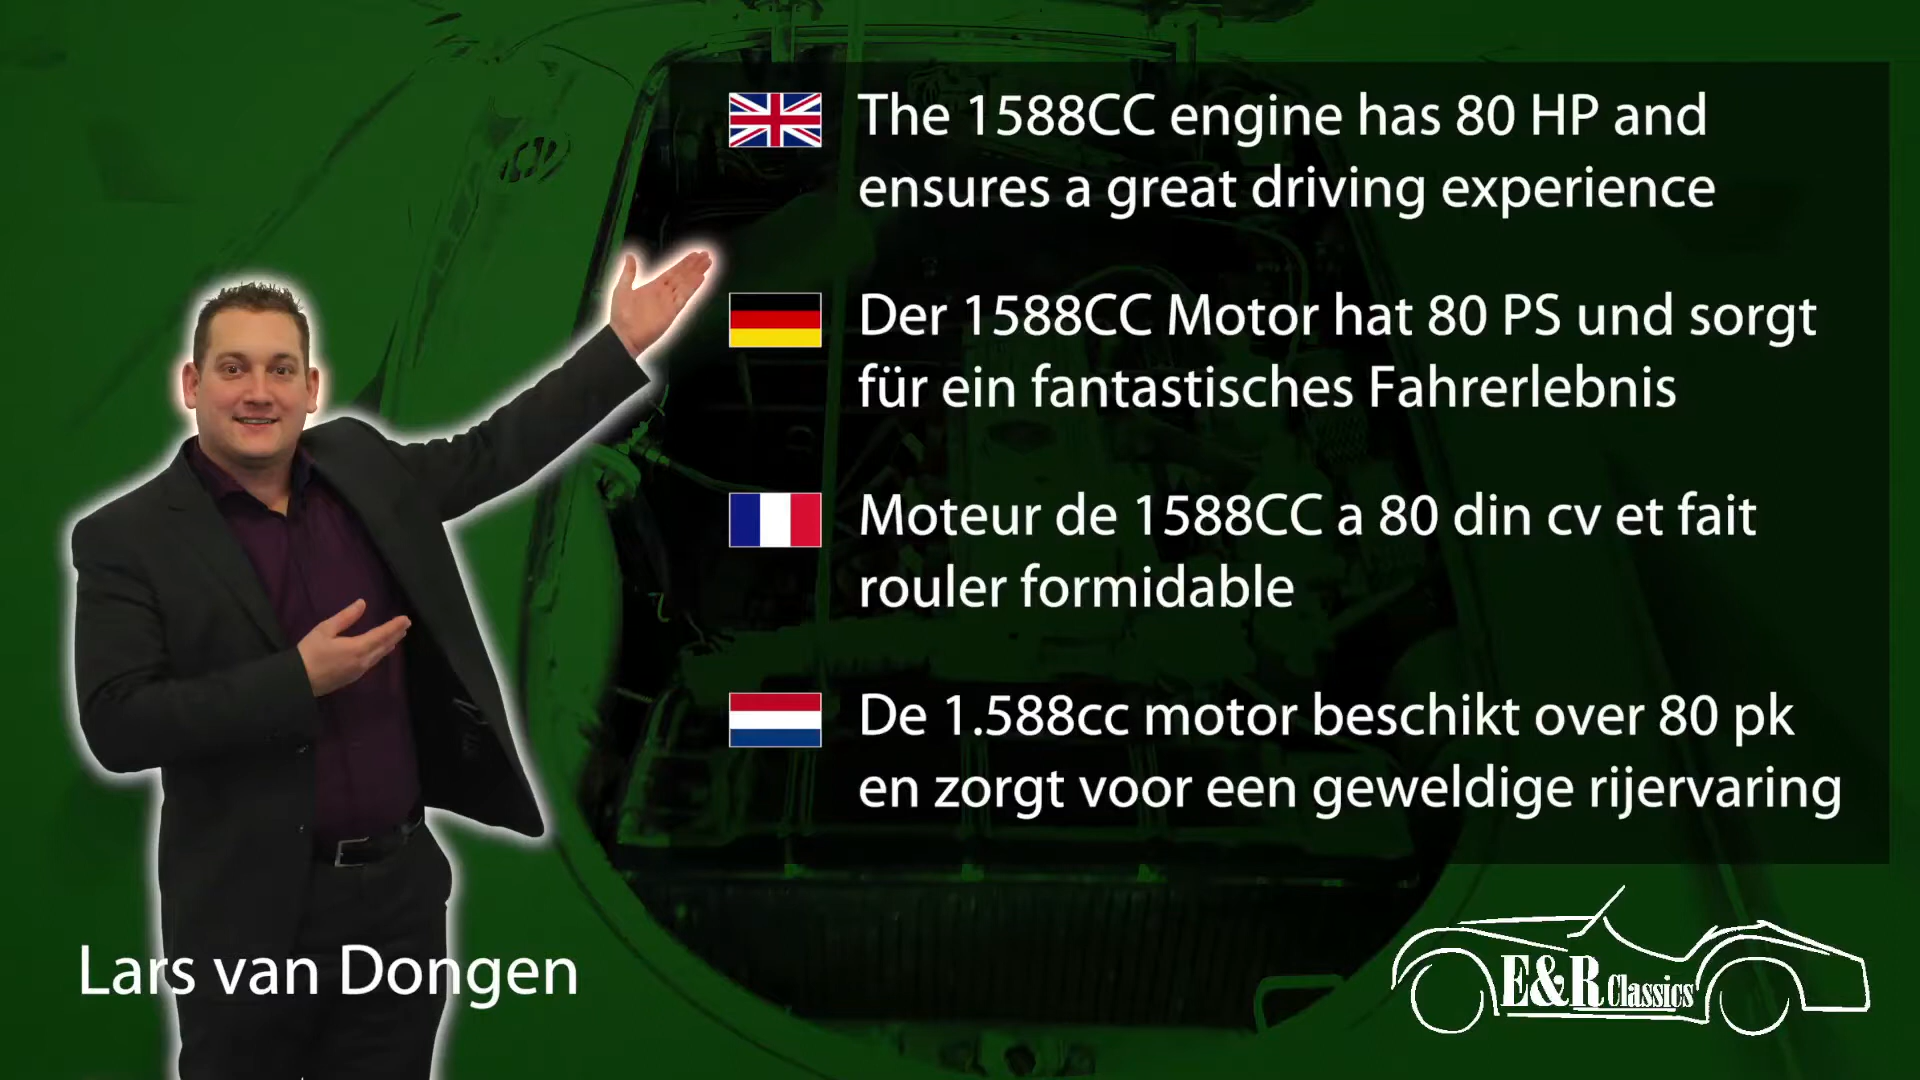 The 1588CC engine has 80 HP and
ensures a great driving experience
Der 1588CC Motor hat 80 PS und sorgt
für ein fantastisches Fahrerlebnis
Moteur de 1588CC a 80 din cv et fait
rouler formidable
De 1.588cc motor beschikt over 80 pk
en zorgt voor een geweldige rijervaring
Lars van Dongen
E&R Classics